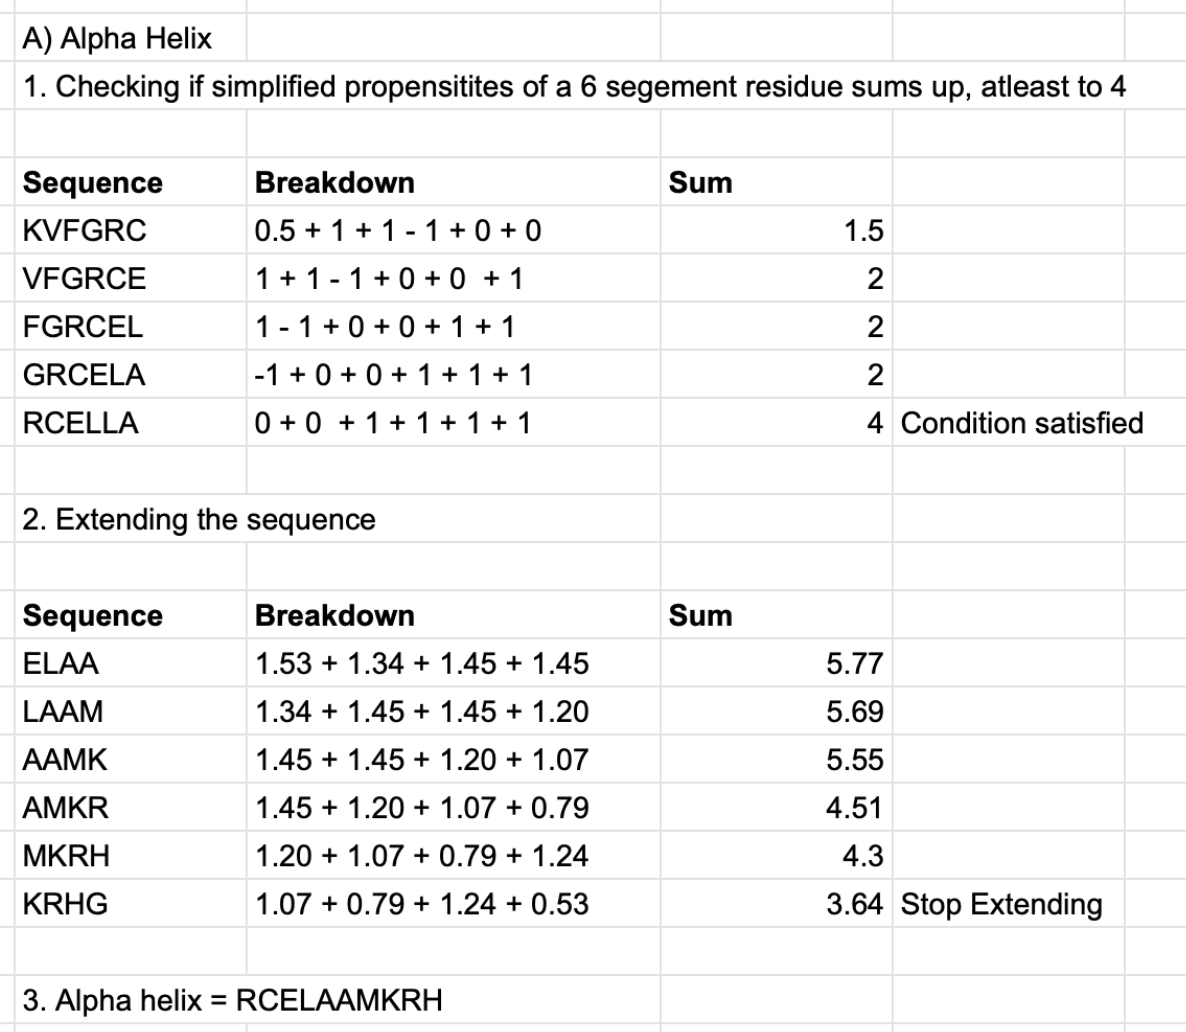 A) Alpha Helix
1. Checking if simplified propensitites of a 6 segement residue sums up, atleast to 4
Sequence Breakdown Sum
KVFGRC 0.5 + 1 + 1 - 1 + 0 + 0 1.5
VFGRCE 1 + 1 - 1 + 0 + 0 + 1 2
FGRCEL 1 - 1 + 0 + 0 + 1 + 1 2
GRCELA -1 + 0 + 0 + 1 + 1 + 1 2
RCELLA 0 + 0 + 1 + 1 + 1 + 1 4 Condition satisfied
2. Extending the sequence
Sequence Breakdown Sum
ELAA 1.53 + 1.34 + 1.45 + 1.45 5.77
LAAM 1.34 + 1.45 + 1.45 + 1.20 5.69
AAMK 1.45 + 1.45 + 1.20 + 1.07 5.55
AMKR 1.45 + 1.20 + 1.07 + 0.79 4.51
MKRH 1.20 + 1.07 + 0.79 + 1.24 4.3
KRHG 1.07 + 0.79 + 1.24 + 0.53 3.64 Stop Extending
3. Alpha helix = RCELAAMKRH